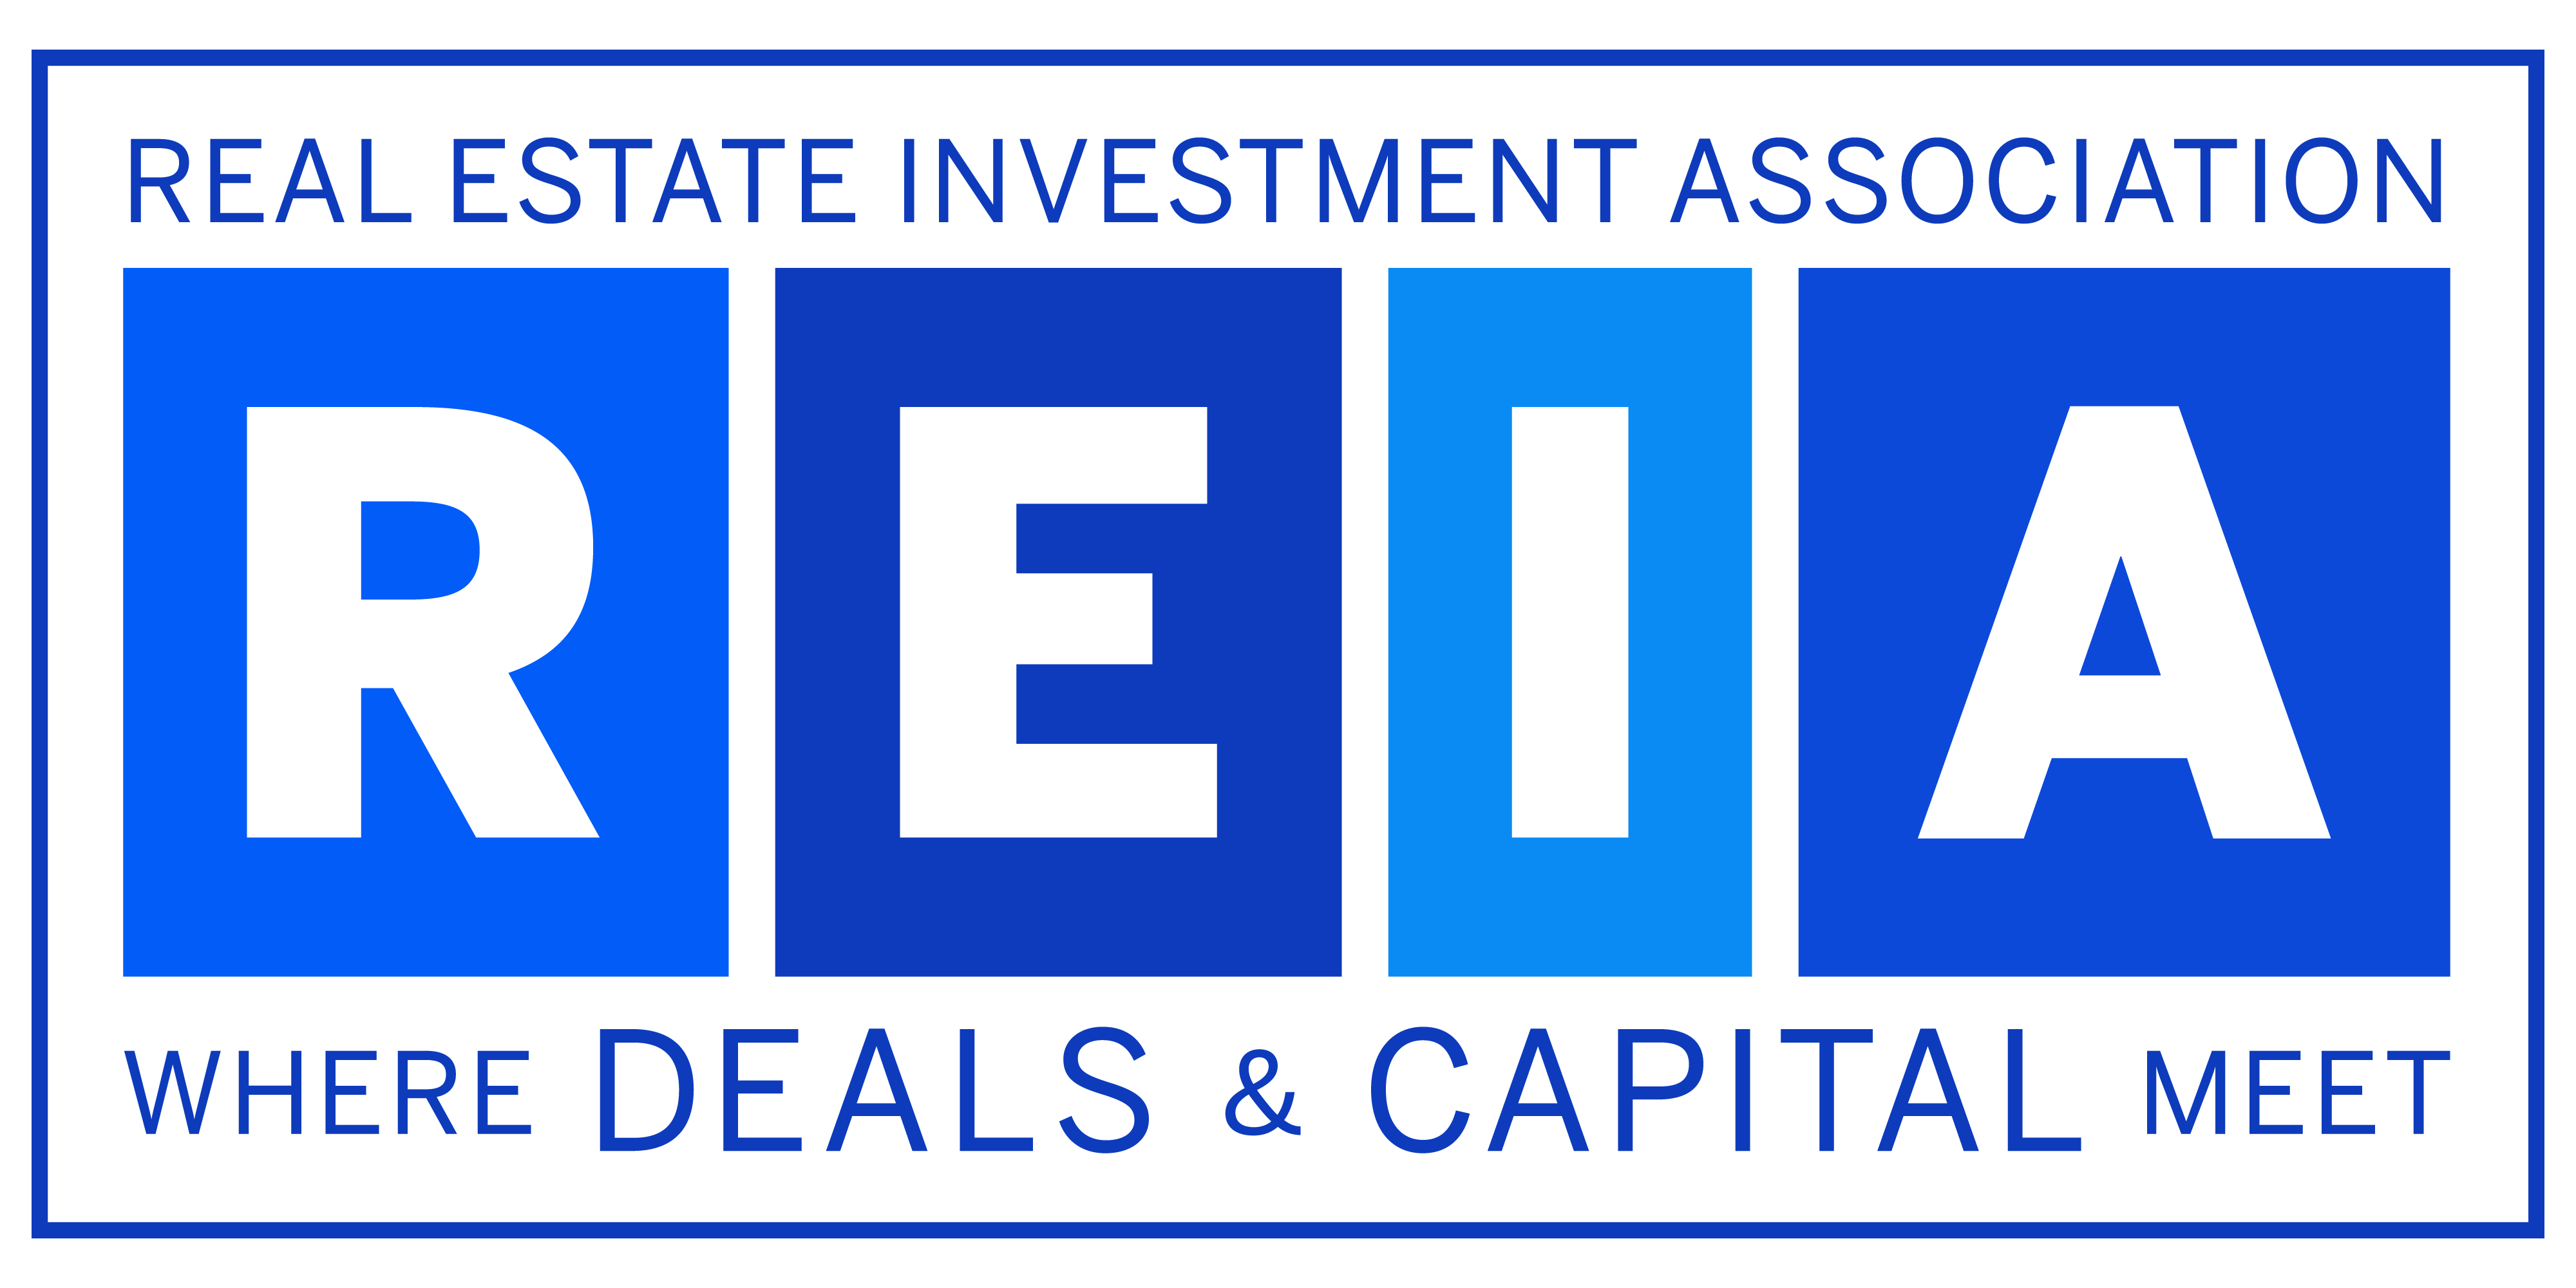 REAL ESTATE INVESTMENT ASSOCIATION
REIA
WHERE DEALS & CAPITAL MEET